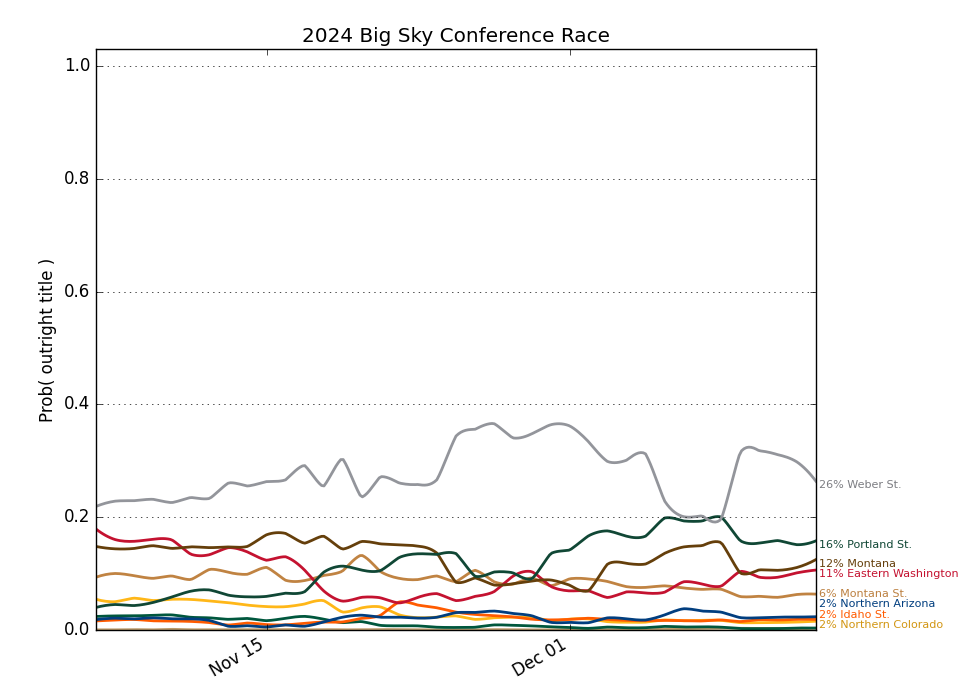 2024 Big Sky Conference Race
1.0
0.8
0.6
0.4
0.2
0.0
Prob( outright title )
Nov 15
Dec 01
26% Weber St.
16% Portland St.
12% Montana
11% Eastern Washington
6% Montana St.
2% Northern Arizona
2% Idaho St.
2% Northern Colorado